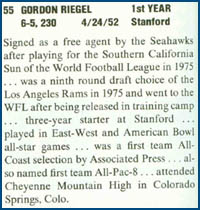 55 GORDON RIEGEL 1st YEAR
6-5, 230 4/24/52 Stanford
Signed as a free agent by the Seahawks
after playing for the Southern California
Sun of the World Football League in 1975
. . . was a ninth round draft choice of the
Los Angeles Rams in 1975 and went to the
WFL after being released in training camp
. . . three-year starter at Stanford . . .
played in East-West and American Bowl
all-star games . . . was a first team All-
Coast selection by Associated Press . . . al-
so named first team All-Pac-8 . . . attended
Cheyenne Mountain High in Colorado
Springs, Colo.